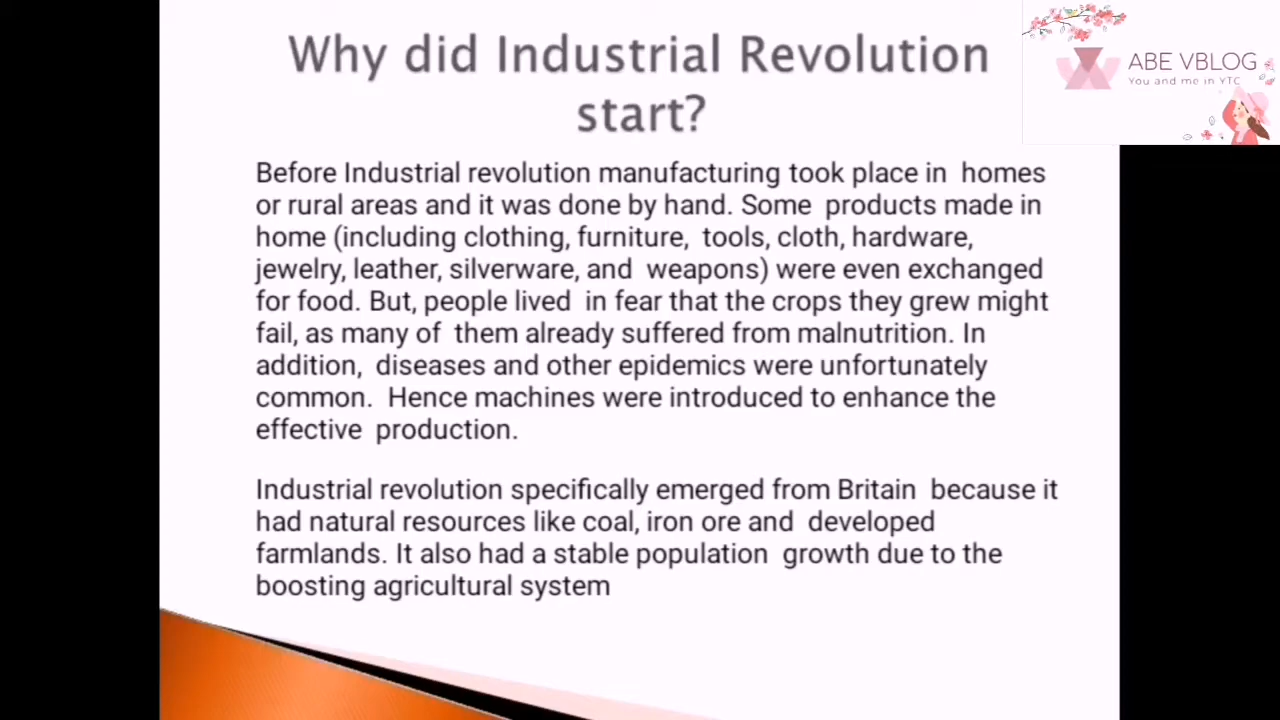 Why did Industrial Revolution
start?
ABE VBLOG
You and me in YTC
Before Industrial revolution manufacturing took place in homes
or rural areas and it was done by hand. Some products made in
home (including clothing, furniture, tools, cloth, hardware,
jewelry, leather, silverware, and weapons) were even exchanged
for food. But, people lived in fear that the crops they grew might
fail, as many of them already suffered from malnutrition. In
addition, diseases and other epidemics were unfortunately
common. Hence machines were introduced to enhance the
effective production.
Industrial revolution specifically emerged from Britain because it
had natural resources like coal, iron ore and developed
farmlands. It also had a stable population growth due to the
boosting agricultural system